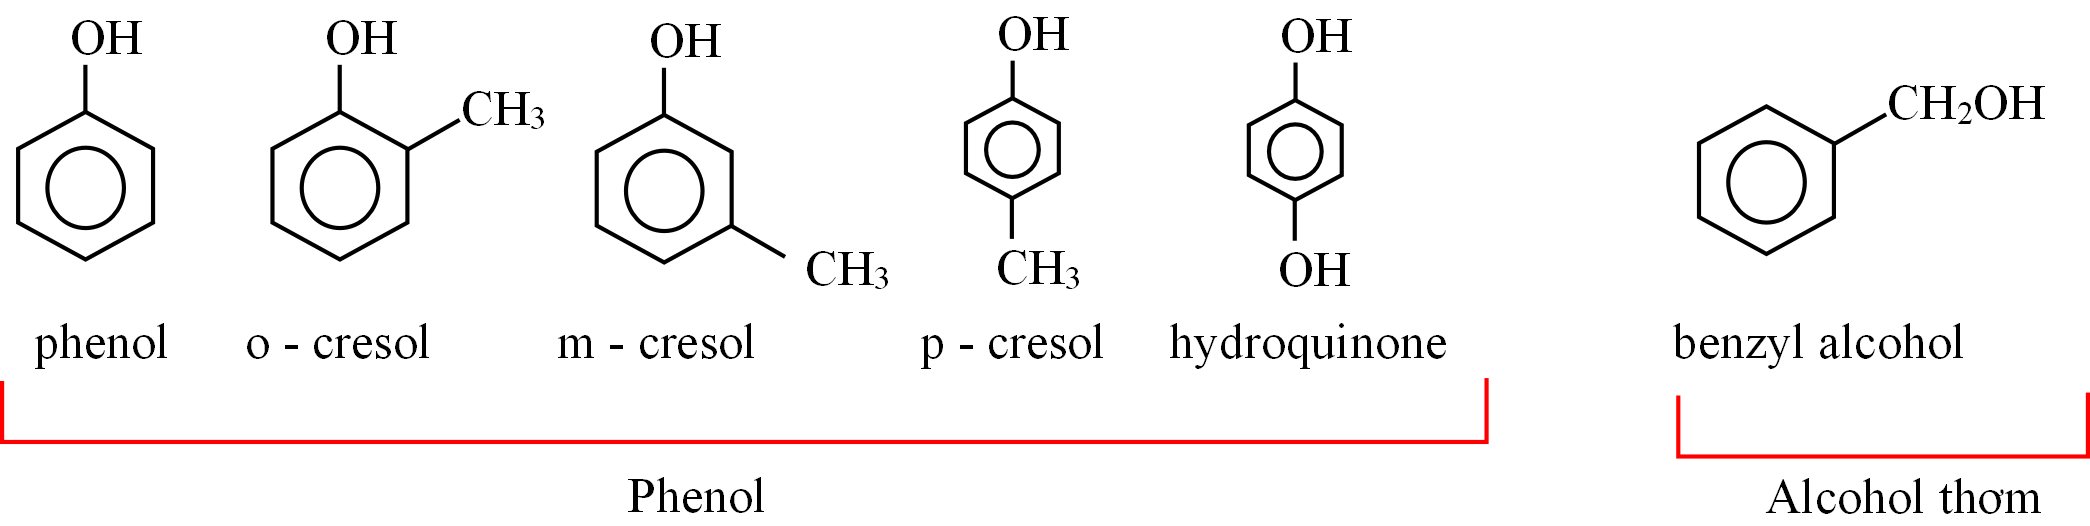 OH OH OH OH OH
CH3 CH2OH
CH3 CH3 OH
phenol o - cresol m - cresol p - cresol hydroquinone benzyl alcohol
Phenol Alcohol thơm